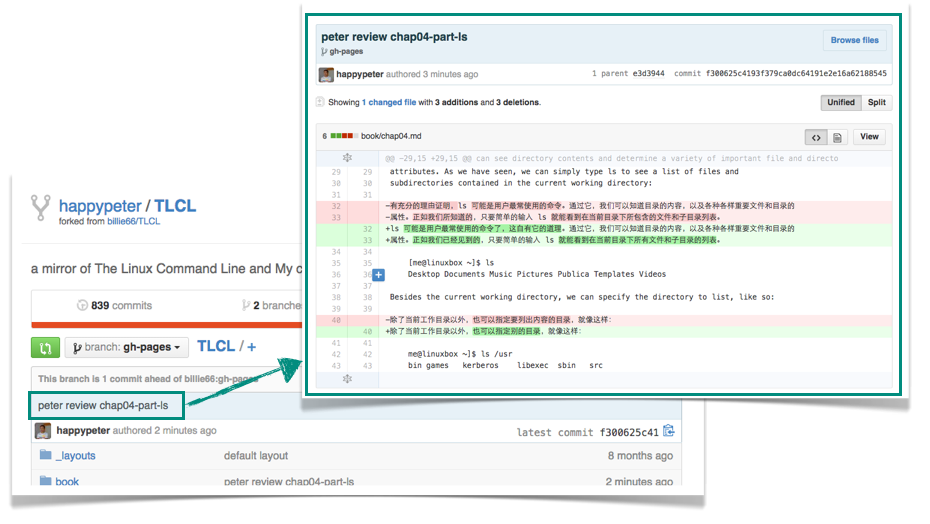 peter review chap04-part-ls
Browse files
gh-pages
happypeter authored 3 minutes ago
1 parent e3d3944 commit f300625c4193f379ca0dc64191e2e16a62188545
Showing 1 changed file with 3 additions and 3 deletions.
Unified Split
6 book/chap04.md
View
@@ -29,15 +29,15 @@ can see directory contents and determine a variety of important file and directo
29 29 attributes. As we have seen, we can simply type ls to see a list of files and
30 30 subdirectories contained in the current working directory:
31 31
32 -有充分的理由证明, ls 可能是用户最常使用的命令。通过它，我们可以知道目录的内容，以及各种各样重要文件和目录的
33 -属性。正如我们所知道的，只要简单的输入 ls 就能看到在当前目录下所包含的文件和子目录列表。
32 +ls 可能是用户最常使用的命令了，这自有它的道理。通过它，我们可以知道目录的内容，以及各种各样重要文件和目录的
33 +属性。正如我们已经见到的，只要简单的输入 ls 就能看到在当前目录下所有文件和子目录的列表。
34 34
35 35 [me@linuxbox ~]$ ls
36 36 Desktop Documents Music Pictures Publica Templates Videos
37 37
38 38 Besides the current working directory, we can specify the directory to list, like so:
39 39
40 -除了当前工作目录以外，也可以指定要列出内容的目录，就像这样：
40 +除了当前工作目录以外，也可以指定别的目录，就像这样：
41 41
42 42 me@linuxbox ~]$ ls /usr
43 43 bin games kerberos libexec sbin src
happypeter / TLCL
forked from billie66/TLCL
a mirror of The Linux Command Line and My c
839 commits
2 branche
branch: gh-pages
TLCL / +
This branch is 1 commit ahead of billie66:gh-pages
peter review chap04-part-ls
happypeter authored 2 minutes ago
latest commit f300625c41
_layouts default layout 8 months ago
book peter review chap04-part-ls 2 minutes ago